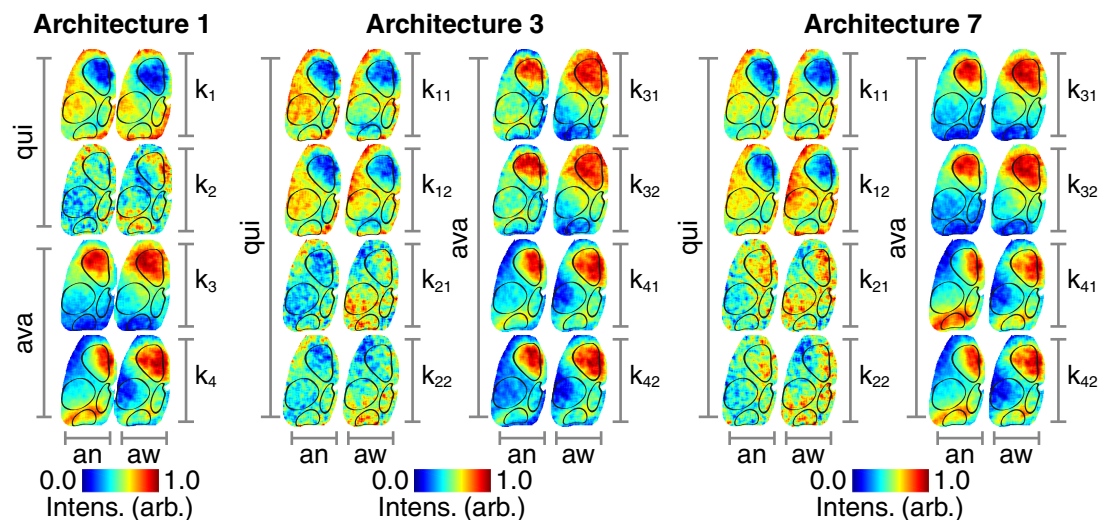 Architecture 1
qui
ava
k1
k2
k3
k4
an aw
0.0 1.0
Intens. (arb.)
Architecture 3
qui
k11
k12
k21
k22
ava
k31
k32
k41
k42
an aw
0.0 1.0
Intens. (arb.)
Architecture 7
qui
k11
k12
k21
k22
ava
k31
k32
k41
k42
an aw
an aw
0.0 1.0
Intens. (arb.)